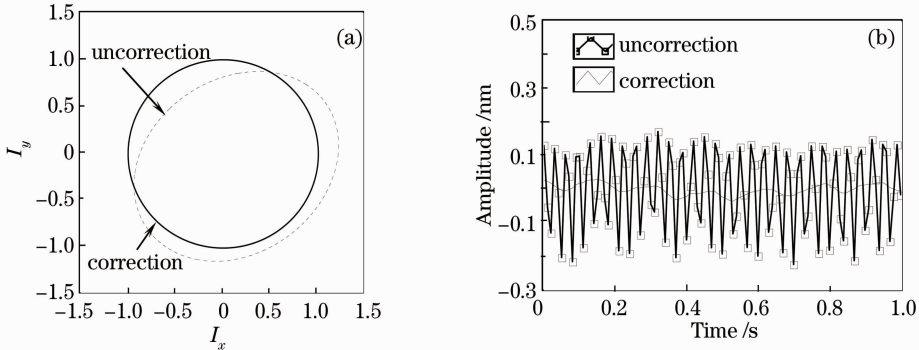 (a)
1.5
1.0
0.5
0
−0.5
−1.0
−1.5
I_y
uncorrection
correction
−1.5 −1.0 −0.5 0 0.5 1.0 1.5
I_x
(b)
0.5
0.3
0.1
−0.1
−0.3
Amplitude /nm
uncorrection
correction
0 0.2 0.4 0.6 0.8 1.0
Time /s